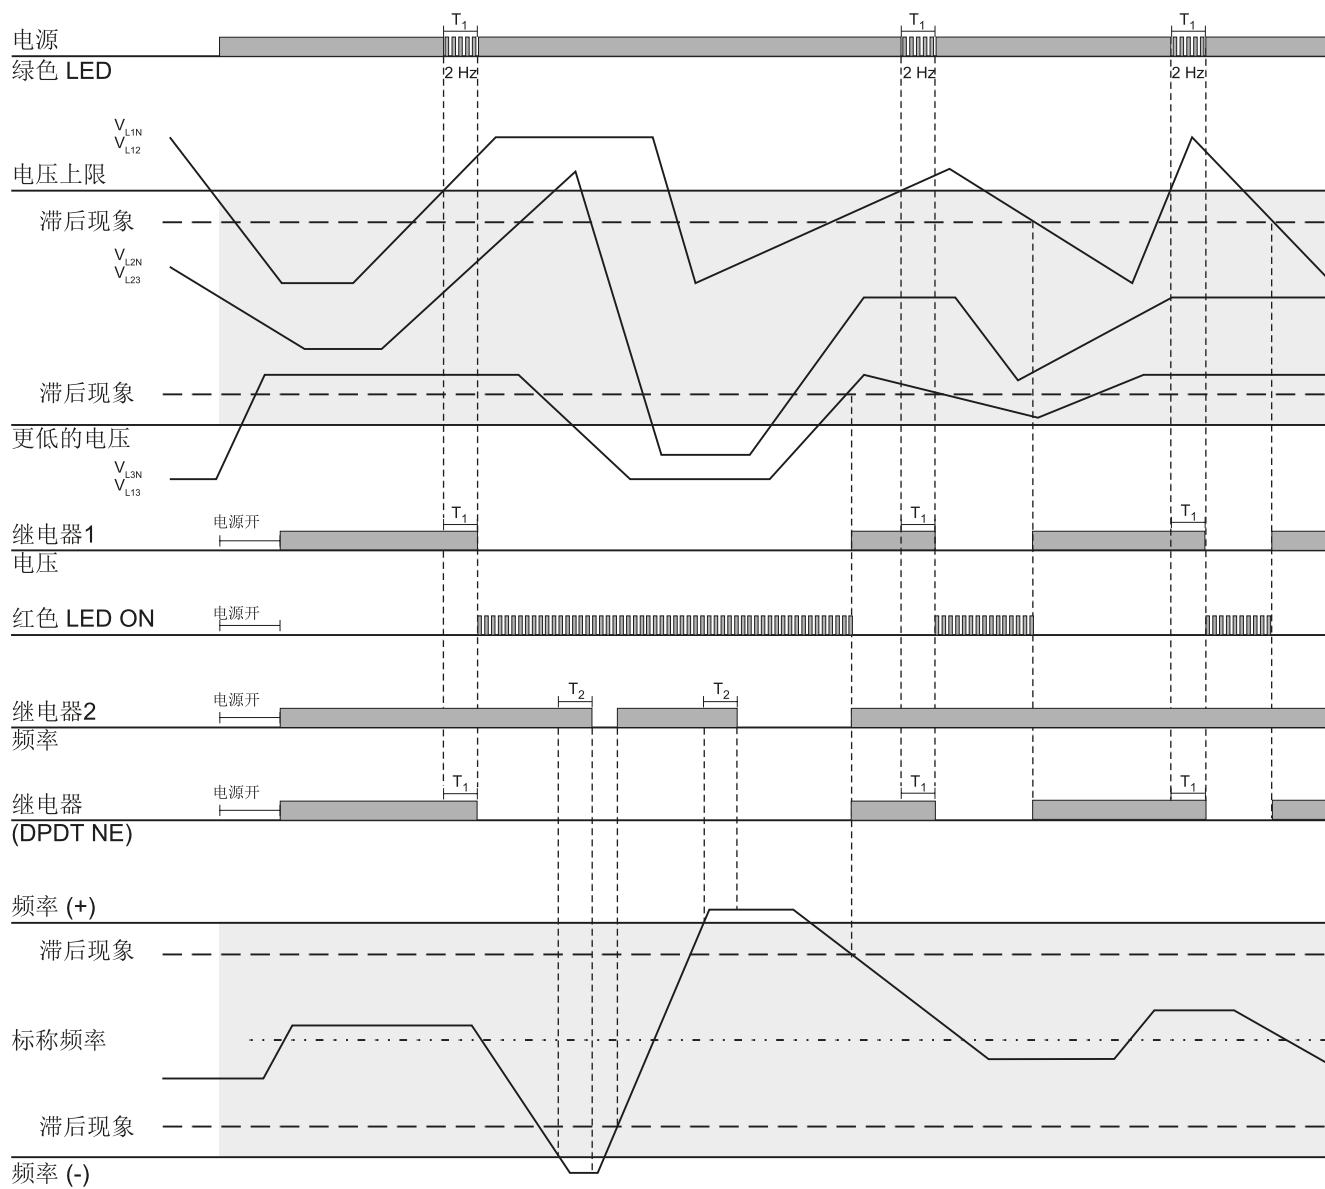 T1 T1 T1
电源
绿色 LED 2 Hz 2 Hz 2 Hz
VL1N
VL12
电压上限
滞后现象
VL2N
VL23
滞后现象
更低的电压
VL3N
VL13
继电器1 电源开 T1 T1 T1
电压
红色 LED ON 电源开
继电器2 电源开 T2 T2
频率
继电器 电源开 T1 T1 T1
(DPDT NE)
频率 (+)
滞后现象
标称频率
滞后现象
频率 (-)